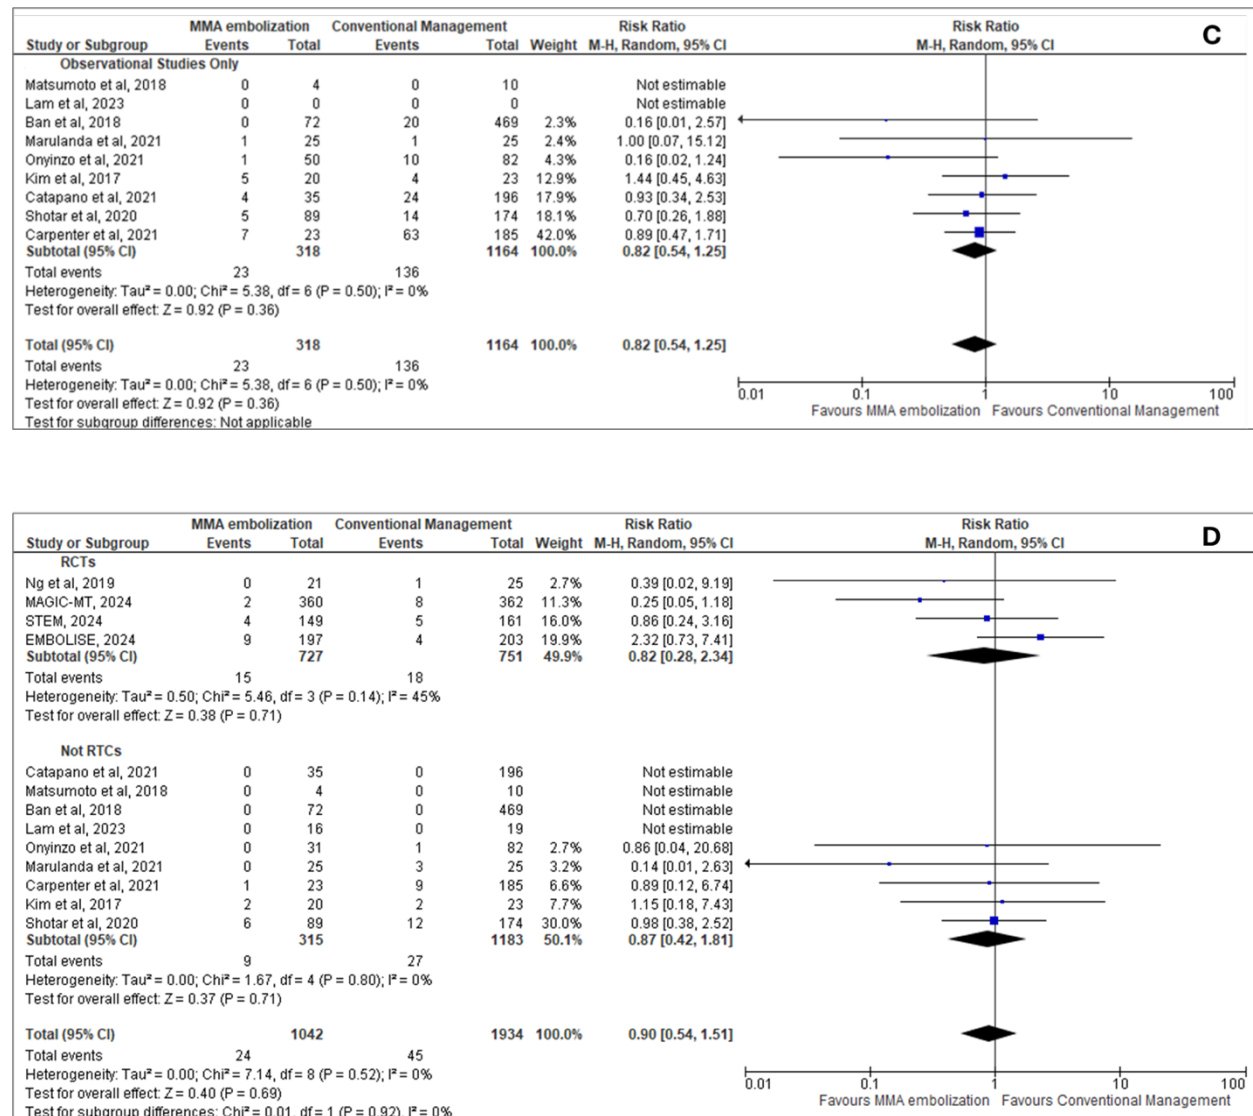 MMA embolization Conventional Management Risk Ratio Risk Ratio C
Study or Subgroup Events Total Events Total Weight M-H, Random, 95% CI M-H, Random, 95% CI
Observational Studies Only
Matsumoto et al, 2018 0 4 0 10 Not estimable
Lam et al, 2023 0 0 0 0 Not estimable
Ban et al, 2018 0 72 20 469 2.3% 0.16 [0.01, 2.57]
Marulanda et al, 2021 1 25 1 25 2.4% 1.00 [0.07, 15.12]
Onyinzo et al, 2021 1 50 10 82 4.3% 0.16 [0.02, 1.24]
Kim et al, 2017 5 20 4 23 12.9% 1.44 [0.45, 4.63]
Catapano et al, 2021 4 35 24 196 17.9% 0.93 [0.34, 2.53]
Shotar et al, 2020 5 89 14 174 18.1% 0.70 [0.26, 1.88]
Carpenter et al, 2021 7 23 63 185 42.0% 0.89 [0.47, 1.71]
Subtotal (95% CI) 318 1164 100.0% 0.82 [0.54, 1.25]
Total events 23 136
Heterogeneity: Tau² = 0.00; Chi² = 5.38, df = 6 (P = 0.50); I² = 0%
Test for overall effect: Z = 0.92 (P = 0.36)
Total (95% CI) 318 1164 100.0% 0.82 [0.54, 1.25]
Total events 23 136
Heterogeneity: Tau² = 0.00; Chi² = 5.38, df = 6 (P = 0.50); I² = 0%
Test for overall effect: Z = 0.92 (P = 0.36)
Test for subgroup differences: Not applicable
0.01 0.1 1 10 100
Favours MMA embolization Favours Conventional Management
MMA embolization Conventional Management Risk Ratio Risk Ratio D
Study or Subgroup Events Total Events Total Weight M-H, Random, 95% CI M-H, Random, 95% CI
RCTs
Ng et al, 2019 0 21 1 25 2.7% 0.39 [0.02, 9.19]
MAGIC-MT, 2024 2 360 8 362 11.3% 0.25 [0.05, 1.18]
STEM, 2024 4 149 5 161 16.0% 0.86 [0.24, 3.16]
EMBOLISE, 2024 9 197 4 203 19.9% 2.32 [0.73, 7.41]
Subtotal (95% CI) 727 751 49.9% 0.82 [0.28, 2.34]
Total events 15 18
Heterogeneity: Tau² = 0.50; Chi² = 5.46, df = 3 (P = 0.14); I² = 45%
Test for overall effect: Z = 0.38 (P = 0.71)
Not RTCs
Catapano et al, 2021 0 35 0 196 Not estimable
Matsumoto et al, 2018 0 4 0 10 Not estimable
Ban et al, 2018 0 72 0 469 Not estimable
Lam et al, 2023 0 16 0 19 Not estimable
Onyinzo et al, 2021 0 31 1 82 2.7% 0.86 [0.04, 20.68]
Marulanda et al, 2021 0 25 3 25 3.2% 0.14 [0.01, 2.63]
Carpenter et al, 2021 1 23 9 185 6.6% 0.89 [0.12, 6.74]
Kim et al, 2017 2 20 2 23 7.7% 1.15 [0.18, 7.43]
Shotar et al, 2020 6 89 12 174 30.0% 0.98 [0.38, 2.52]
Subtotal (95% CI) 315 1183 50.1% 0.87 [0.42, 1.81]
Total events 9 27
Heterogeneity: Tau² = 0.00; Chi² = 1.67, df = 4 (P = 0.80); I² = 0%
Test for overall effect: Z = 0.37 (P = 0.71)
Total (95% CI) 1042 1934 100.0% 0.90 [0.54, 1.51]
Total events 24 45
Heterogeneity: Tau² = 0.00; Chi² = 7.14, df = 8 (P = 0.52); I² = 0%
Test for overall effect: Z = 0.40 (P = 0.69)
Test for subgroup differences: Chi² = 0.01, df = 1 (P = 0.92), I² = 0%
0.01 0.1 1 10 100
Favours MMA embolization Favours Conventional Management